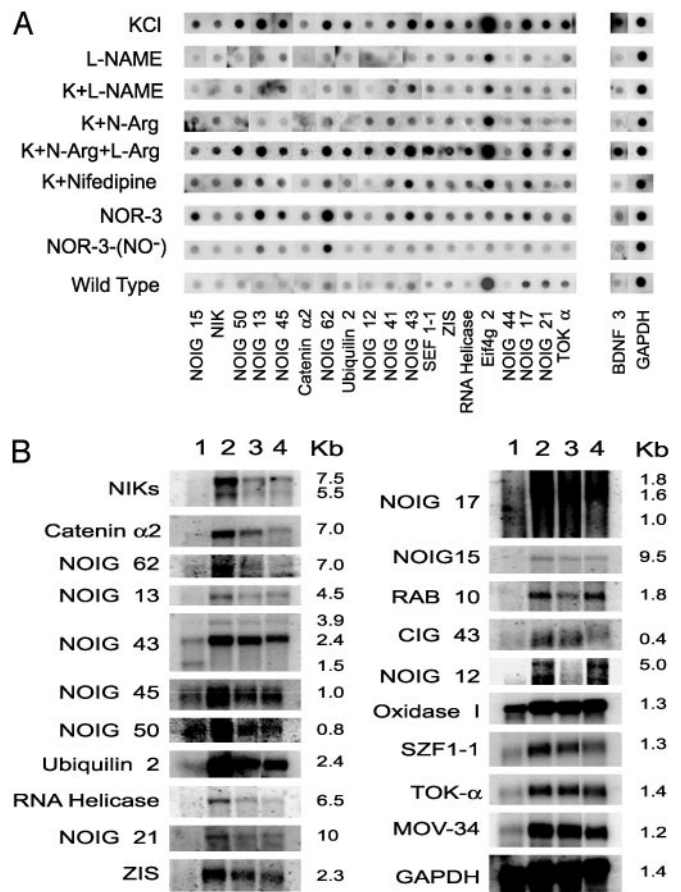 A
KCl
L-NAME
K+L-NAME
K+N-Arg
K+N-Arg+L-Arg
K+Nifedipine
NOR-3
NOR-3-(NO⁻)
Wild Type
NOIG 15
NIK
NOIG 50
NOIG 13
NOIG 45
Catenin α2
NOIG 62
Ubiquilin 2
NOIG 12
NOIG 41
NOIG 43
SEF 1-1
ZIS
RNA Helicase
Eif4g 2
NOIG 44
NOIG 17
NOIG 21
TOK α
BDNF 3
GAPDH
B
1 2 3 4 Kb
NIKs 7.5
5.5
Catenin α2 7.0
NOIG 62 7.0
NOIG 13 4.5
NOIG 43 3.9
2.4
1.5
NOIG 45 1.0
NOIG 50 0.8
Ubiquilin 2 2.4
RNA Helicase 6.5
NOIG 21 10
ZIS 2.3
1 2 3 4 Kb
NOIG 17 1.8
1.6
1.0
NOIG15 9.5
RAB 10 1.8
CIG 43 0.4
NOIG 12 5.0
Oxidase I 1.3
SZF1-1 1.3
TOK-α 1.4
MOV-34 1.2
GAPDH 1.4